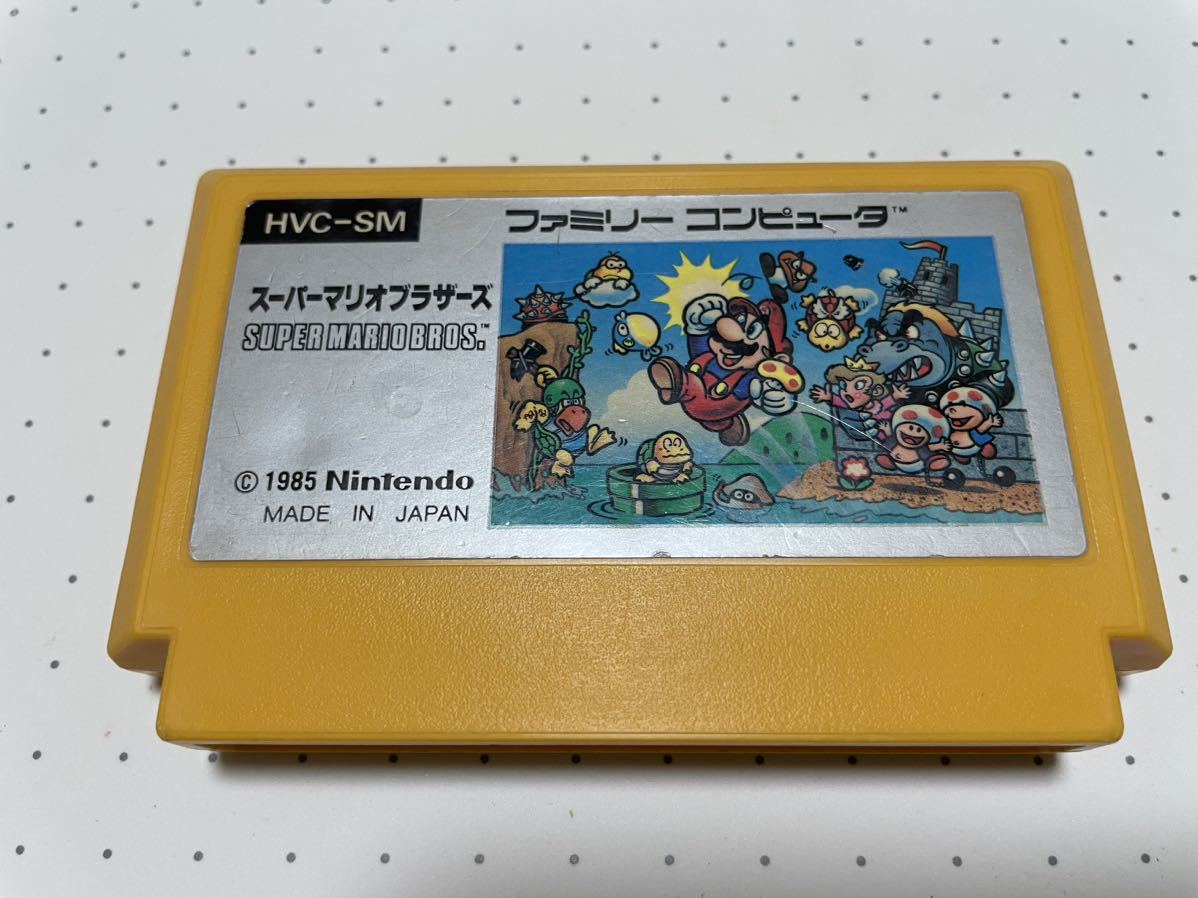 HVC-SM
ファミリー コンピュータ™
スーパーマリオブラザーズ
SUPER MARIO BROS.™
© 1985 Nintendo
MADE IN JAPAN